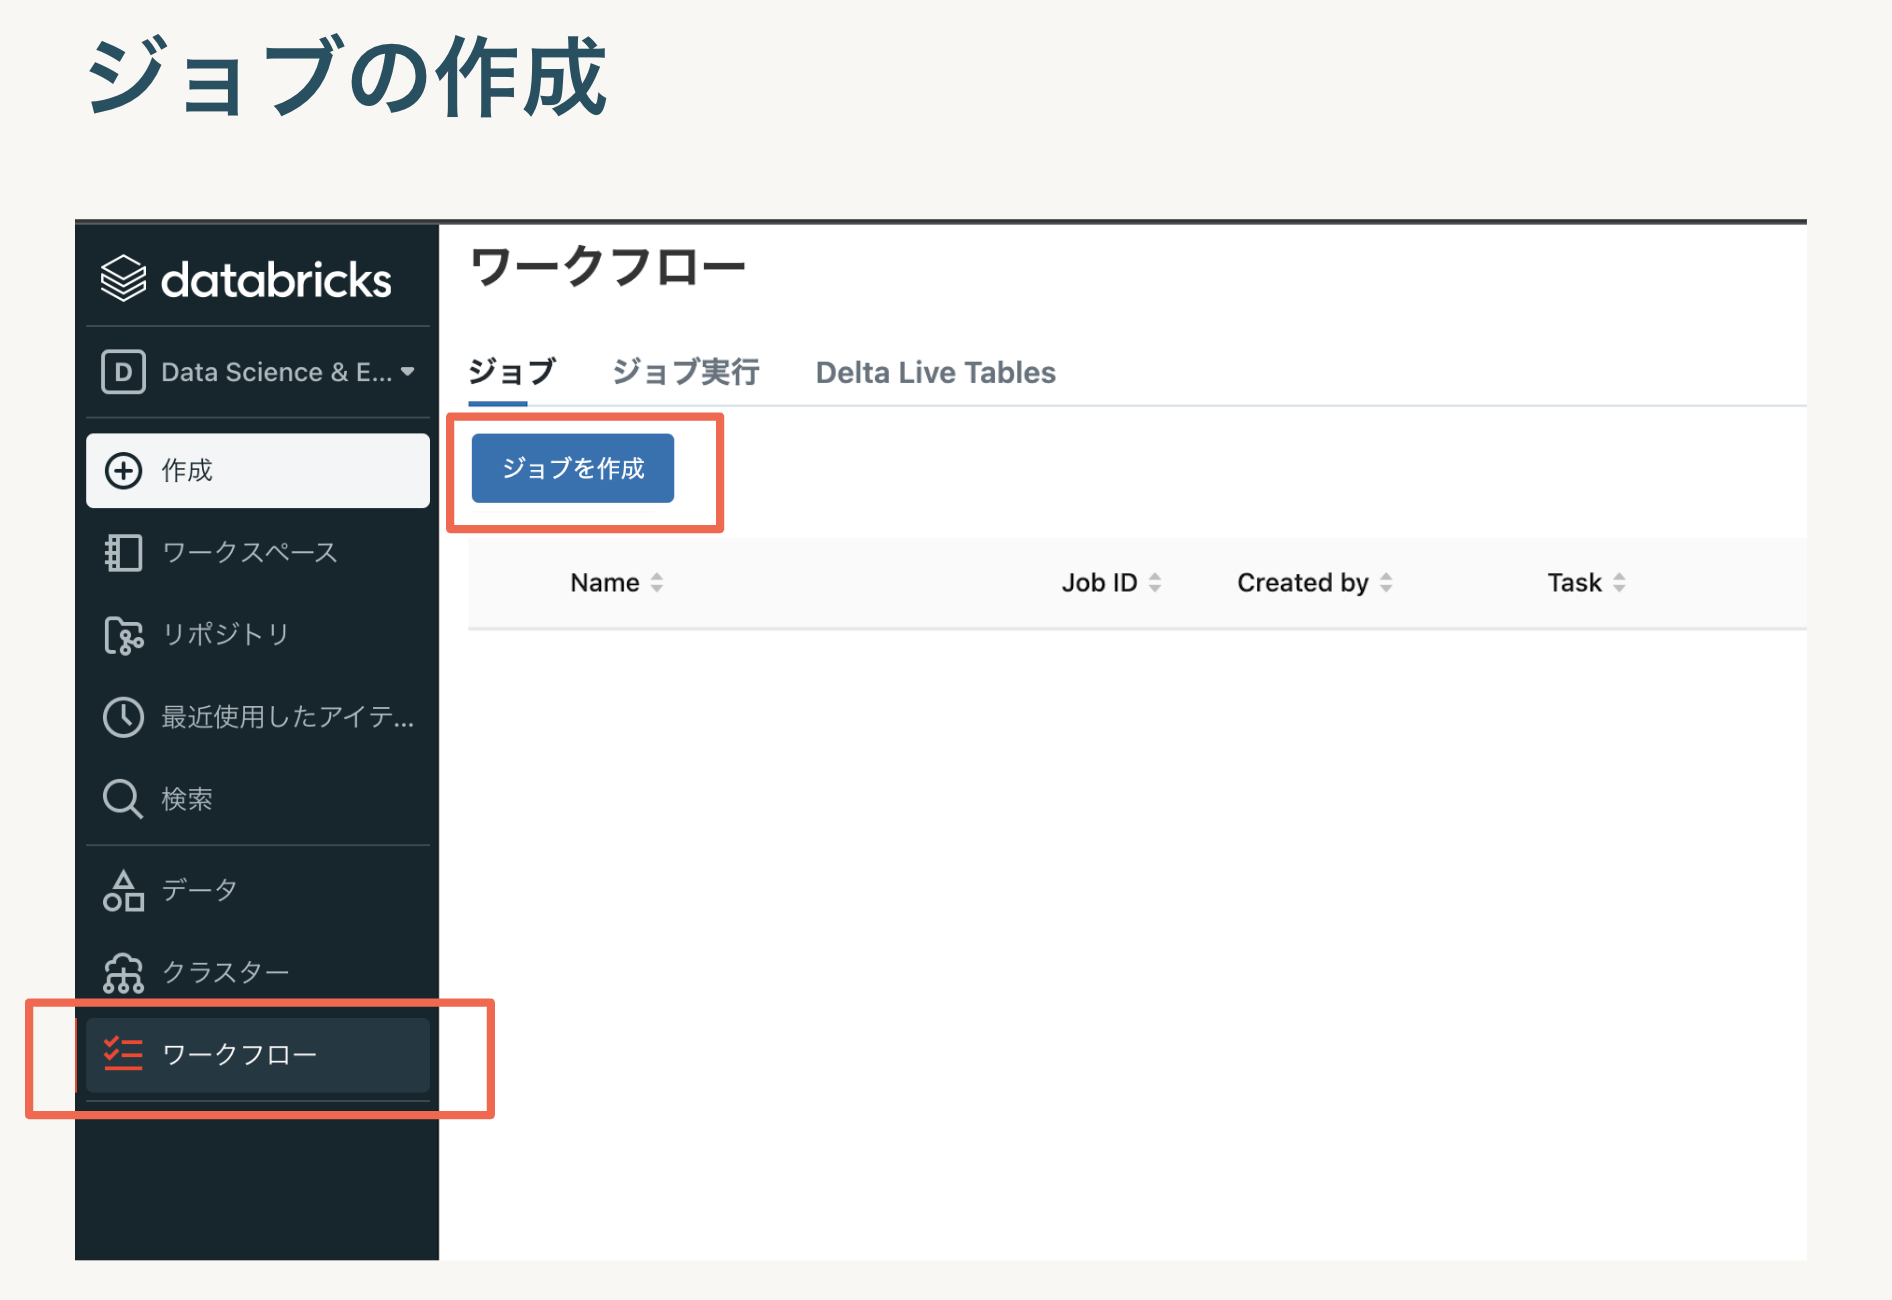 ジョブの作成
databricks
D Data Science & E...
作成
ワークスペース
リポジトリ
最近使用したアイテ...
検索
データ
クラスター
ワークフロー
ワークフロー
ジョブ ジョブ実行 Delta Live Tables
ジョブを作成
Name Job ID Created by Task